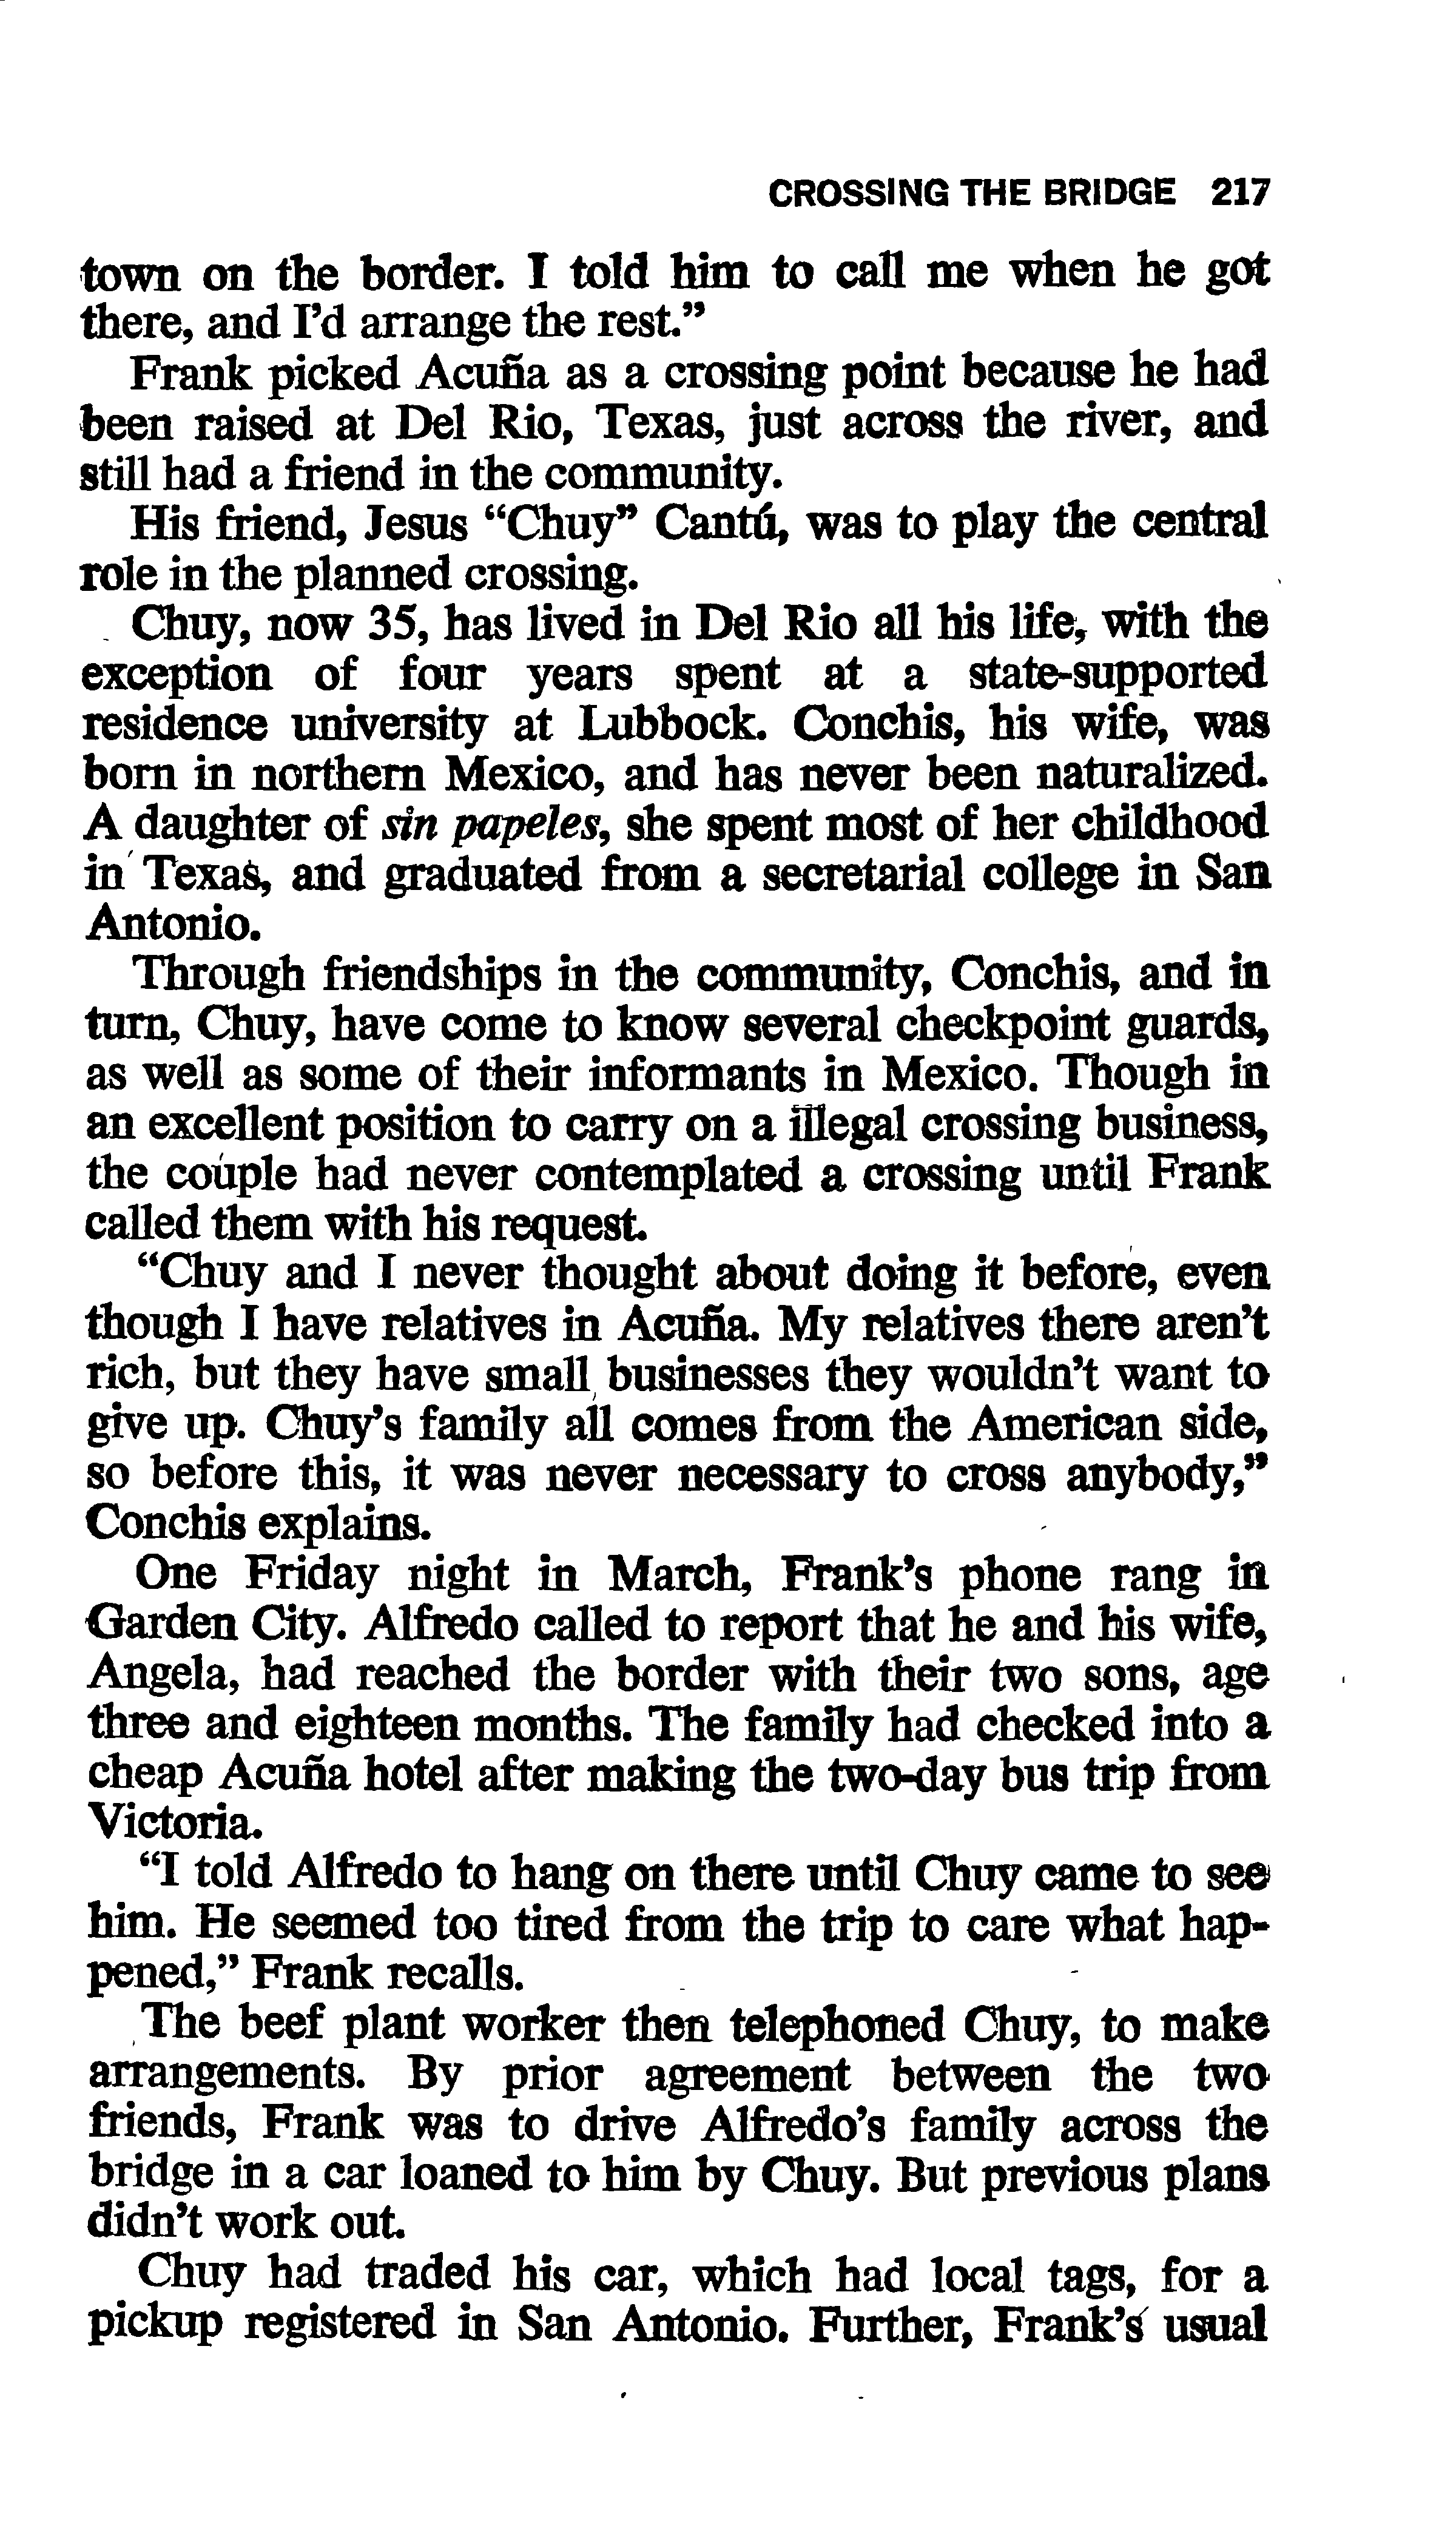 CROSSING THE BRIDGE 217
town on the border. I told him to call me when he got
there, and I'd arrange the rest.”
Frank picked Acuña as a crossing point because he had
been raised at Del Rio, Texas, just across the river, and
still had a friend in the community.
His friend, Jesus “Chuy” Cantú, was to play the central
role in the planned crossing.
Chuy, now 35, has lived in Del Rio all his life, with the
exception of four years spent at a state-supported
residence university at Lubbock. Conchis, his wife, was
born in northern Mexico, and has never been naturalized.
A daughter of sin papeles, she spent most of her childhood
in Texas, and graduated from a secretarial college in San
Antonio.
Through friendships in the community, Conchis, and in
turn, Chuy, have come to know several checkpoint guards,
as well as some of their informants in Mexico. Though in
an excellent position to carry on a illegal crossing business,
the couple had never contemplated a crossing until Frank
called them with his request.
“Chuy and I never thought about doing it before, even
though I have relatives in Acuña. My relatives there aren't
rich, but they have small businesses they wouldn't want to
give up. Chuy's family all comes from the American side,
so before this, it was never necessary to cross anybody,”
Conchis explains.
One Friday night in March, Frank's phone rang in
Garden City. Alfredo called to report that he and his wife,
Angela, had reached the border with their two sons, age
three and eighteen months. The family had checked into a
cheap Acuña hotel after making the two-day bus trip from
Victoria.
“I told Alfredo to hang on there until Chuy came to see
him. He seemed too tired from the trip to care what hap-
pened,” Frank recalls.
The beef plant worker then telephoned Chuy, to make
arrangements. By prior agreement between the two
friends, Frank was to drive Alfredo's family across the
bridge in a car loaned to him by Chuy. But previous plans
didn't work out.
Chuy had traded his car, which had local tags, for a
pickup registered in San Antonio. Further, Frank's usual